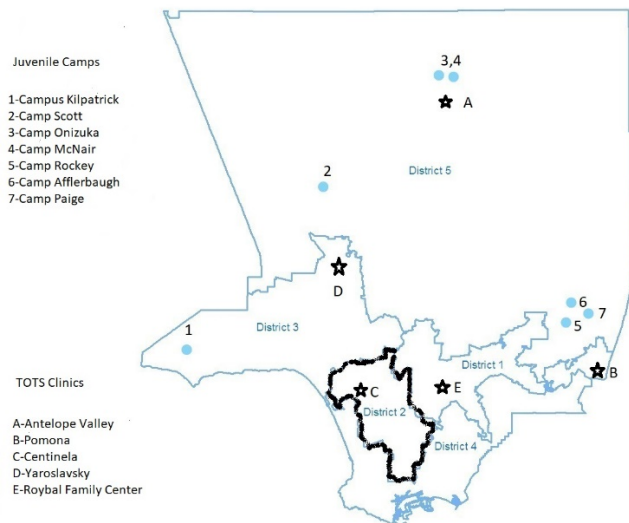 Juvenile Camps
1-Campus Kilpatrick
2-Camp Scott
3-Camp Onizuka
4-Camp McNair
5-Camp Rockey
6-Camp Afflerbaugh
7-Camp Paige
3,4
A
2
District 5
D
6
7
5
1
District 3
District 1
B
C
E
District 2
District 4
TOTS Clinics
A-Antelope Valley
B-Pomona
C-Centinela
D-Yaroslavsky
E-Roybal Family Center